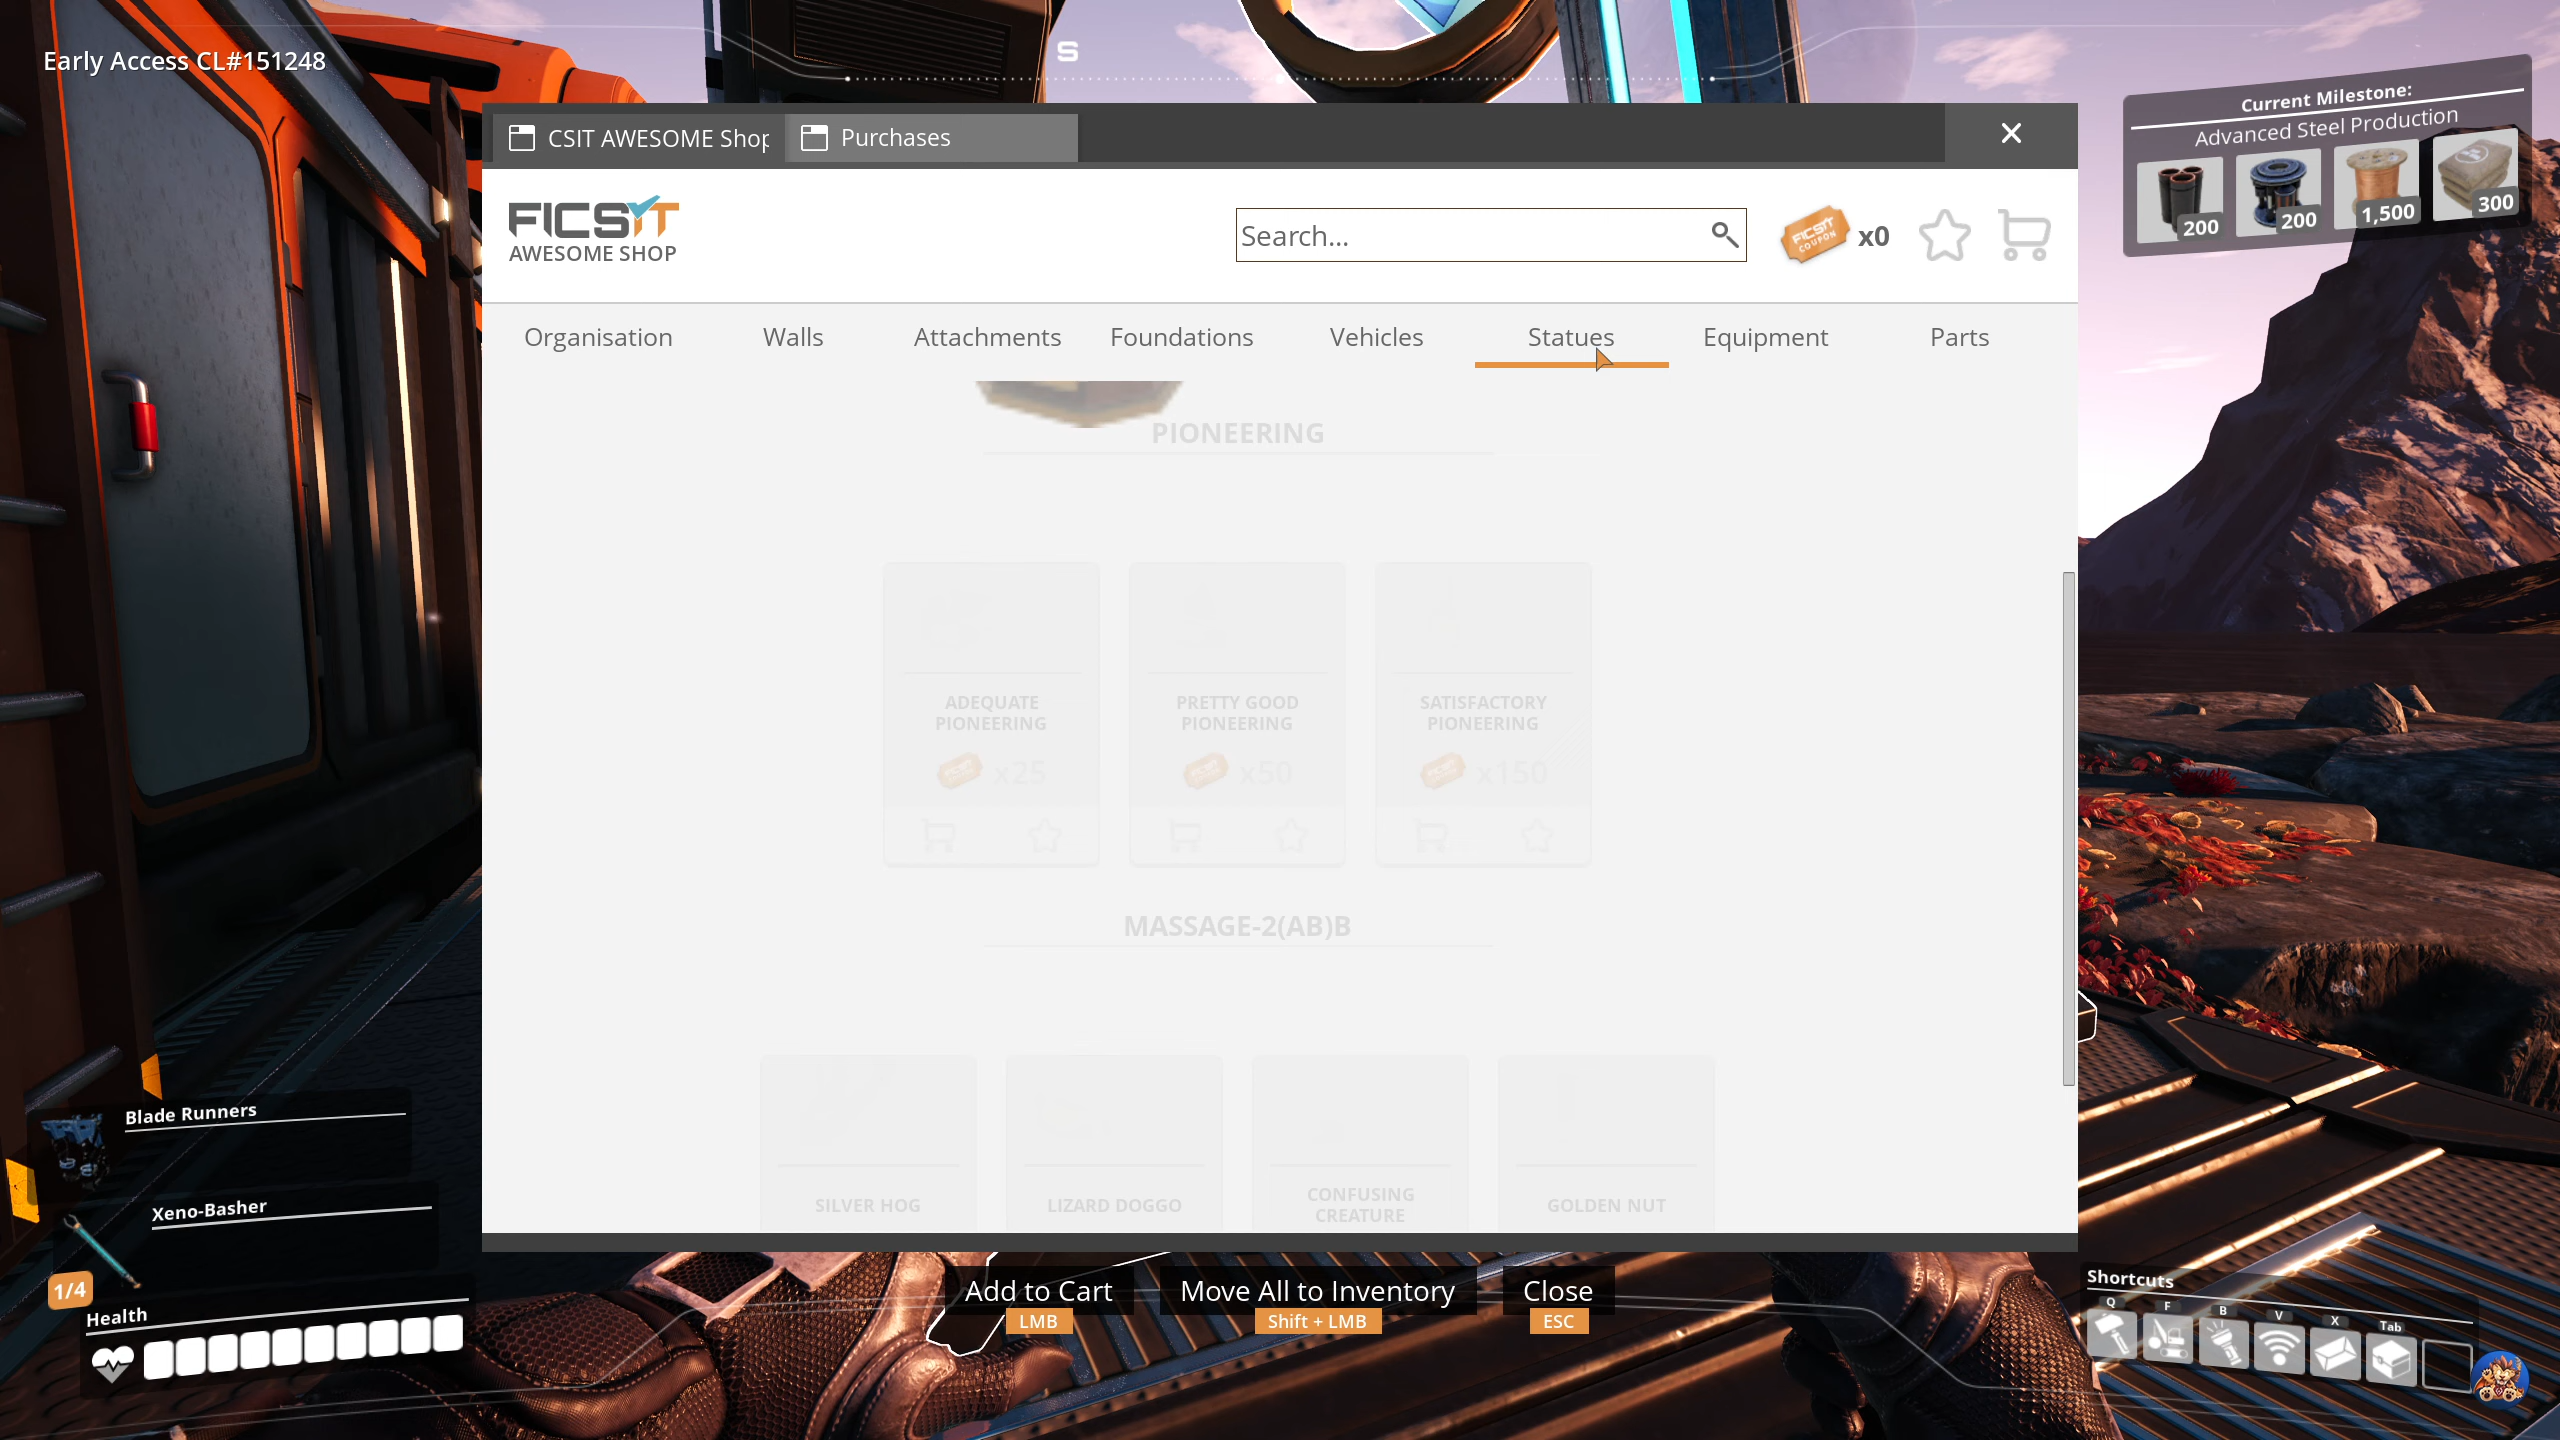 Early Access CL#151248
S
CSIT AWESOME Shop
Purchases
Current Milestone:
Advanced Steel Production
200
200
1,500
300
FICSIT
AWESOME SHOP
Search...
FICSIT
COUPON
x0
Organisation
Walls
Attachments
Foundations
Vehicles
Statues
Equipment
Parts
PIONEERING
ADEQUATE
PIONEERING
x25
PRETTY GOOD
PIONEERING
x50
SATISFACTORY
PIONEERING
x150
MASSAGE-2(AB)B
SILVER HOG
LIZARD DOGGO
CONFUSING
CREATURE
GOLDEN NUT
Blade Runners
Xeno-Basher
1/4
Health
Add to Cart
LMB
Move All to Inventory
Shift + LMB
Close
ESC
Shortcuts
Q
F
B
V
X
Tab